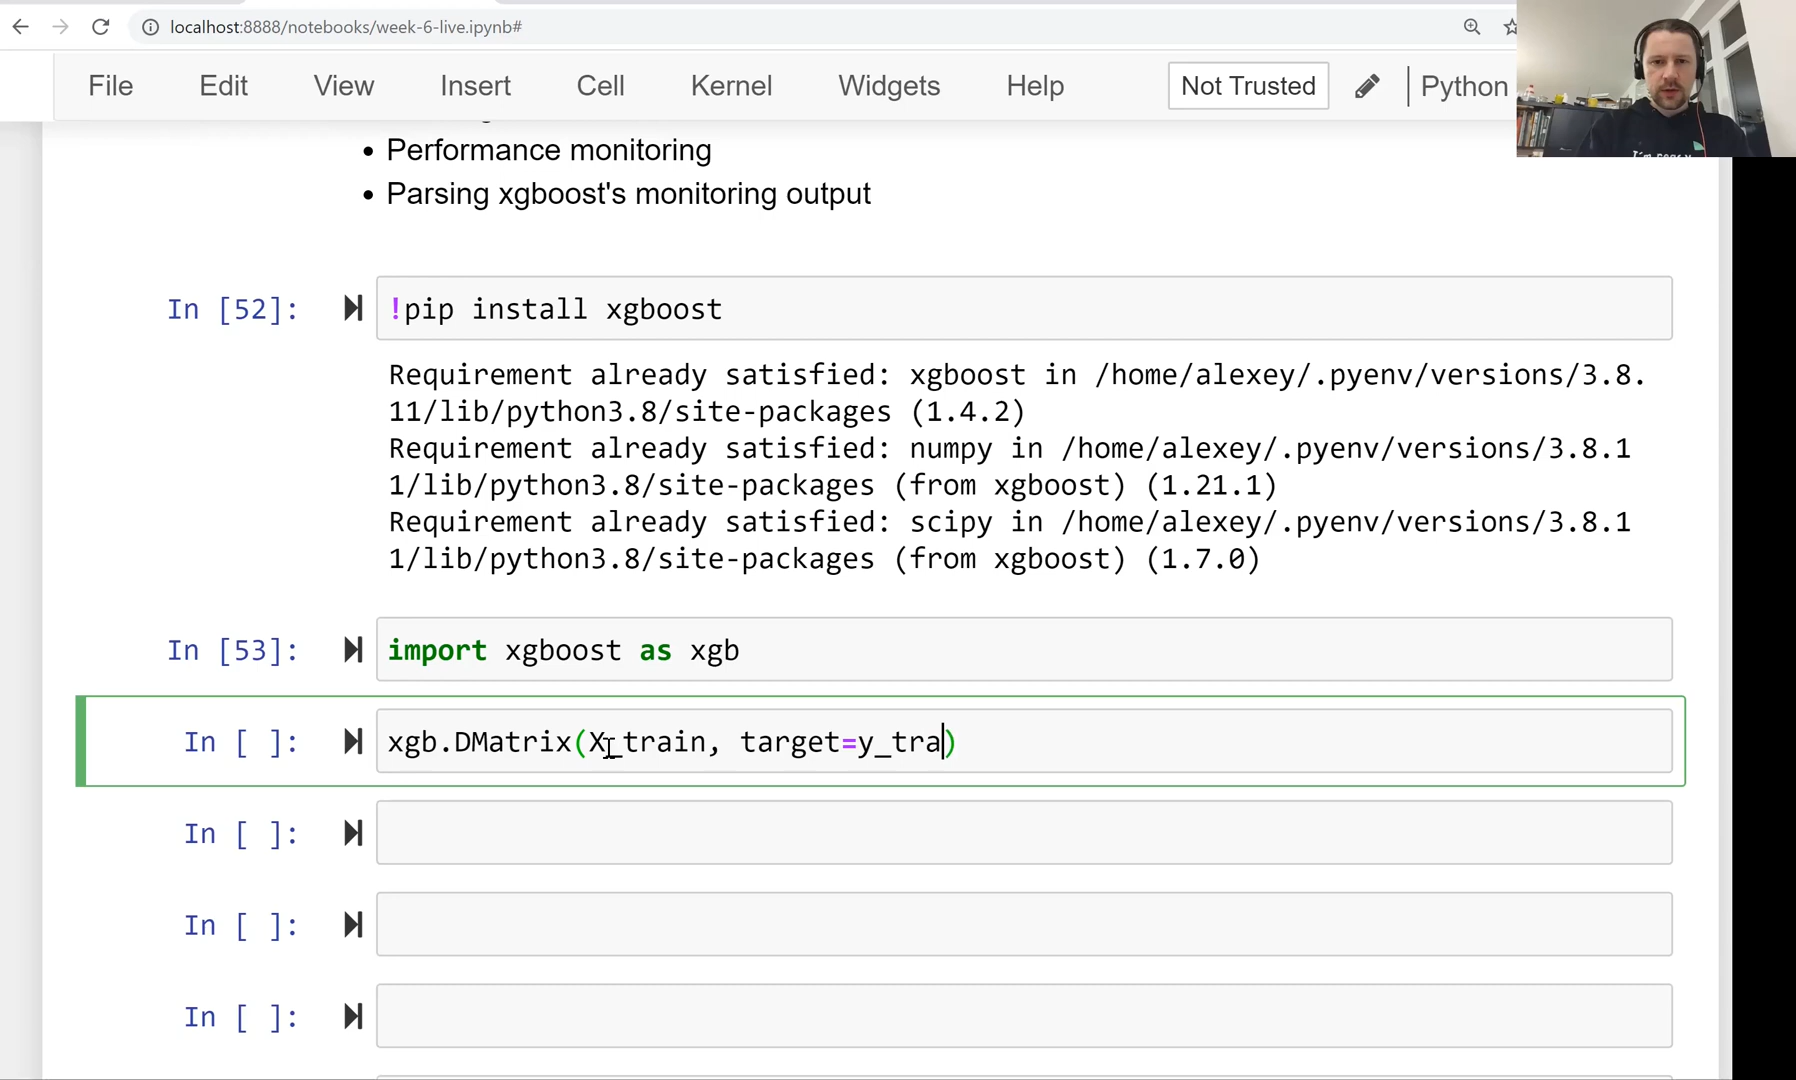 localhost:8888/notebooks/week-6-live.ipynb#
File Edit View Insert Cell Kernel Widgets Help Not Trusted Python
• Performance monitoring
• Parsing xgboost's monitoring output
In [52]: !pip install xgboost
Requirement already satisfied: xgboost in /home/alexey/.pyenv/versions/3.8.
11/lib/python3.8/site-packages (1.4.2)
Requirement already satisfied: numpy in /home/alexey/.pyenv/versions/3.8.1
1/lib/python3.8/site-packages (from xgboost) (1.21.1)
Requirement already satisfied: scipy in /home/alexey/.pyenv/versions/3.8.1
1/lib/python3.8/site-packages (from xgboost) (1.7.0)
In [53]: import xgboost as xgb
In [ ]: xgb.DMatrix(X_train, target=y_tra)
In [ ]:
In [ ]:
In [ ]: